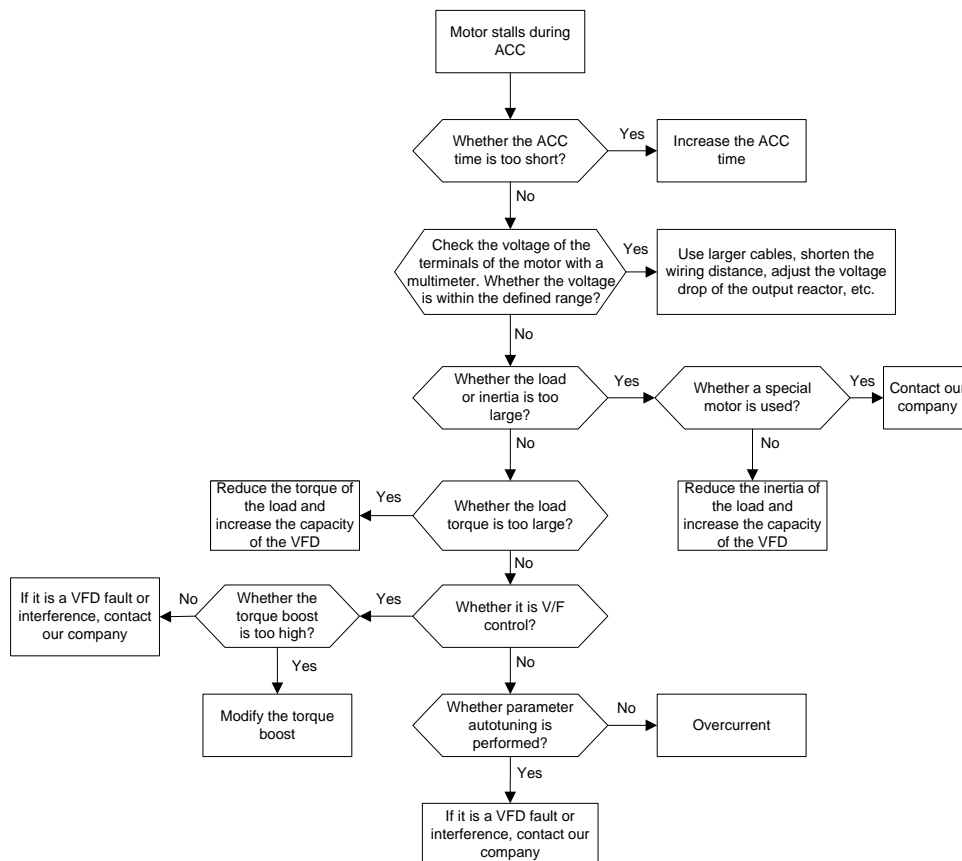 Motor stalls during
ACC
Whether the ACC
time is too short?
Yes
Increase the ACC
time
No
Check the voltage of the
terminals of the motor with a
multimeter. Whether the voltage
is within the defined range?
Yes
Use larger cables, shorten the
wiring distance, adjust the voltage
drop of the output reactor, etc.
No
Whether the load
or inertia is too
large?
Yes
Whether a special
motor is used?
Yes
Contact our
company
No
No
Reduce the torque of
the load and
increase the capacity
of the VFD
Yes
Whether the load
torque is too large?
Reduce the inertia of
the load and
increase the capacity
of the VFD
No
If it is a VFD fault or
interference, contact
our company
No
Whether the
torque boost
is too high?
Yes
Whether it is V/F
control?
Yes
No
Modify the torque
boost
Whether parameter
autotuning is
performed?
No
Overcurrent
Yes
If it is a VFD fault or
interference, contact our
company